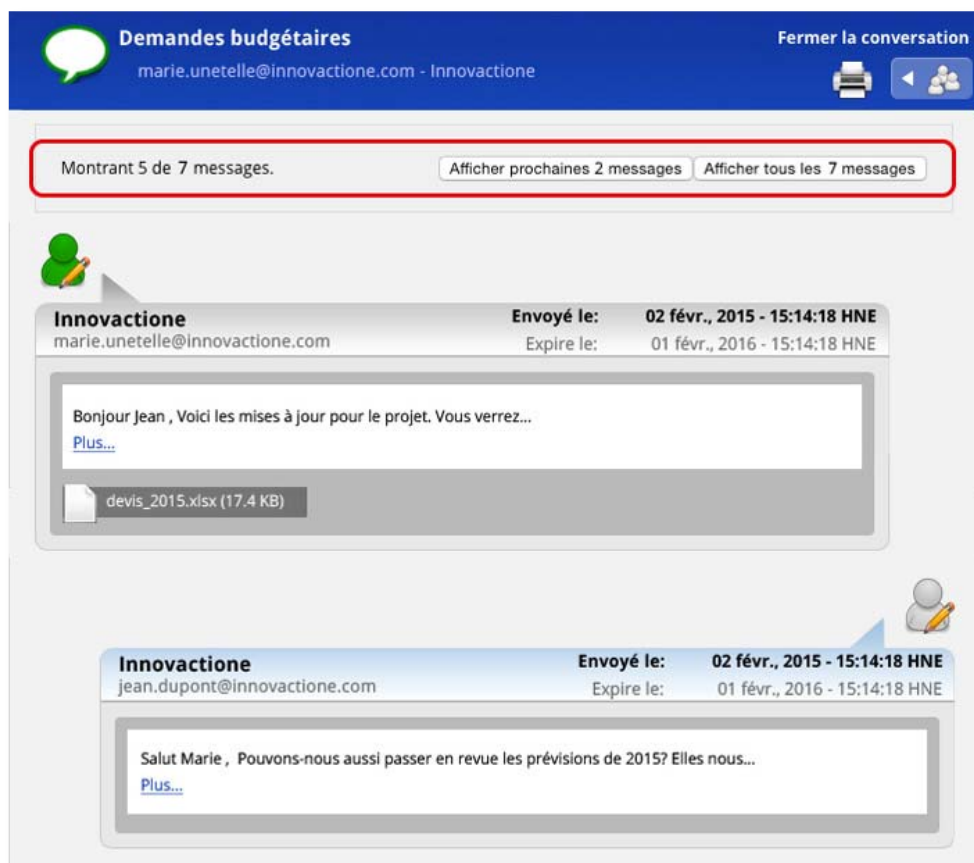 Demandes budgétaires
Fermer la conversation
marie.unetelle@innovactione.com - Innovactione
Montrant 5 de 7 messages.
Afficher prochaines 2 messages
Afficher tous les 7 messages
Innovactione
Envoyé le: 02 févr., 2015 - 15:14:18 HNE
marie.unetelle@innovactione.com
Expire le: 01 févr., 2016 - 15:14:18 HNE
Bonjour Jean , Voici les mises à jour pour le projet. Vous verrez...
Plus...
devis_2015.xlsx (17.4 KB)
Innovactione
Envoyé le: 02 févr., 2015 - 15:14:18 HNE
jean.dupont@innovactione.com
Expire le: 01 févr., 2016 - 15:14:18 HNE
Salut Marie , Pouvons-nous aussi passer en revue les prévisions de 2015? Elles nous...
Plus...